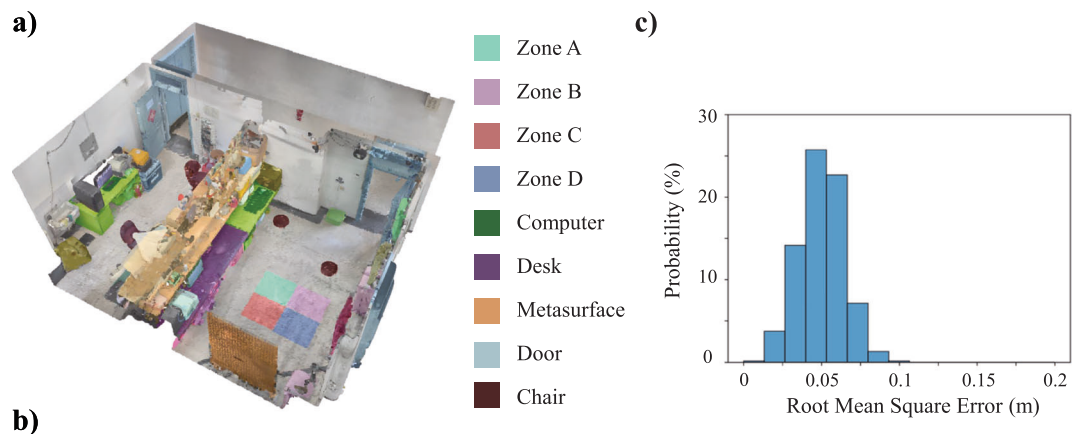 a)
Zone A
Zone B
Zone C
Zone D
Computer
Desk
Metasurface
Door
Chair
b)
c)
Probability (%)
30
20
10
0
0
0.05
0.1
0.15
0.2
Root Mean Square Error (m)